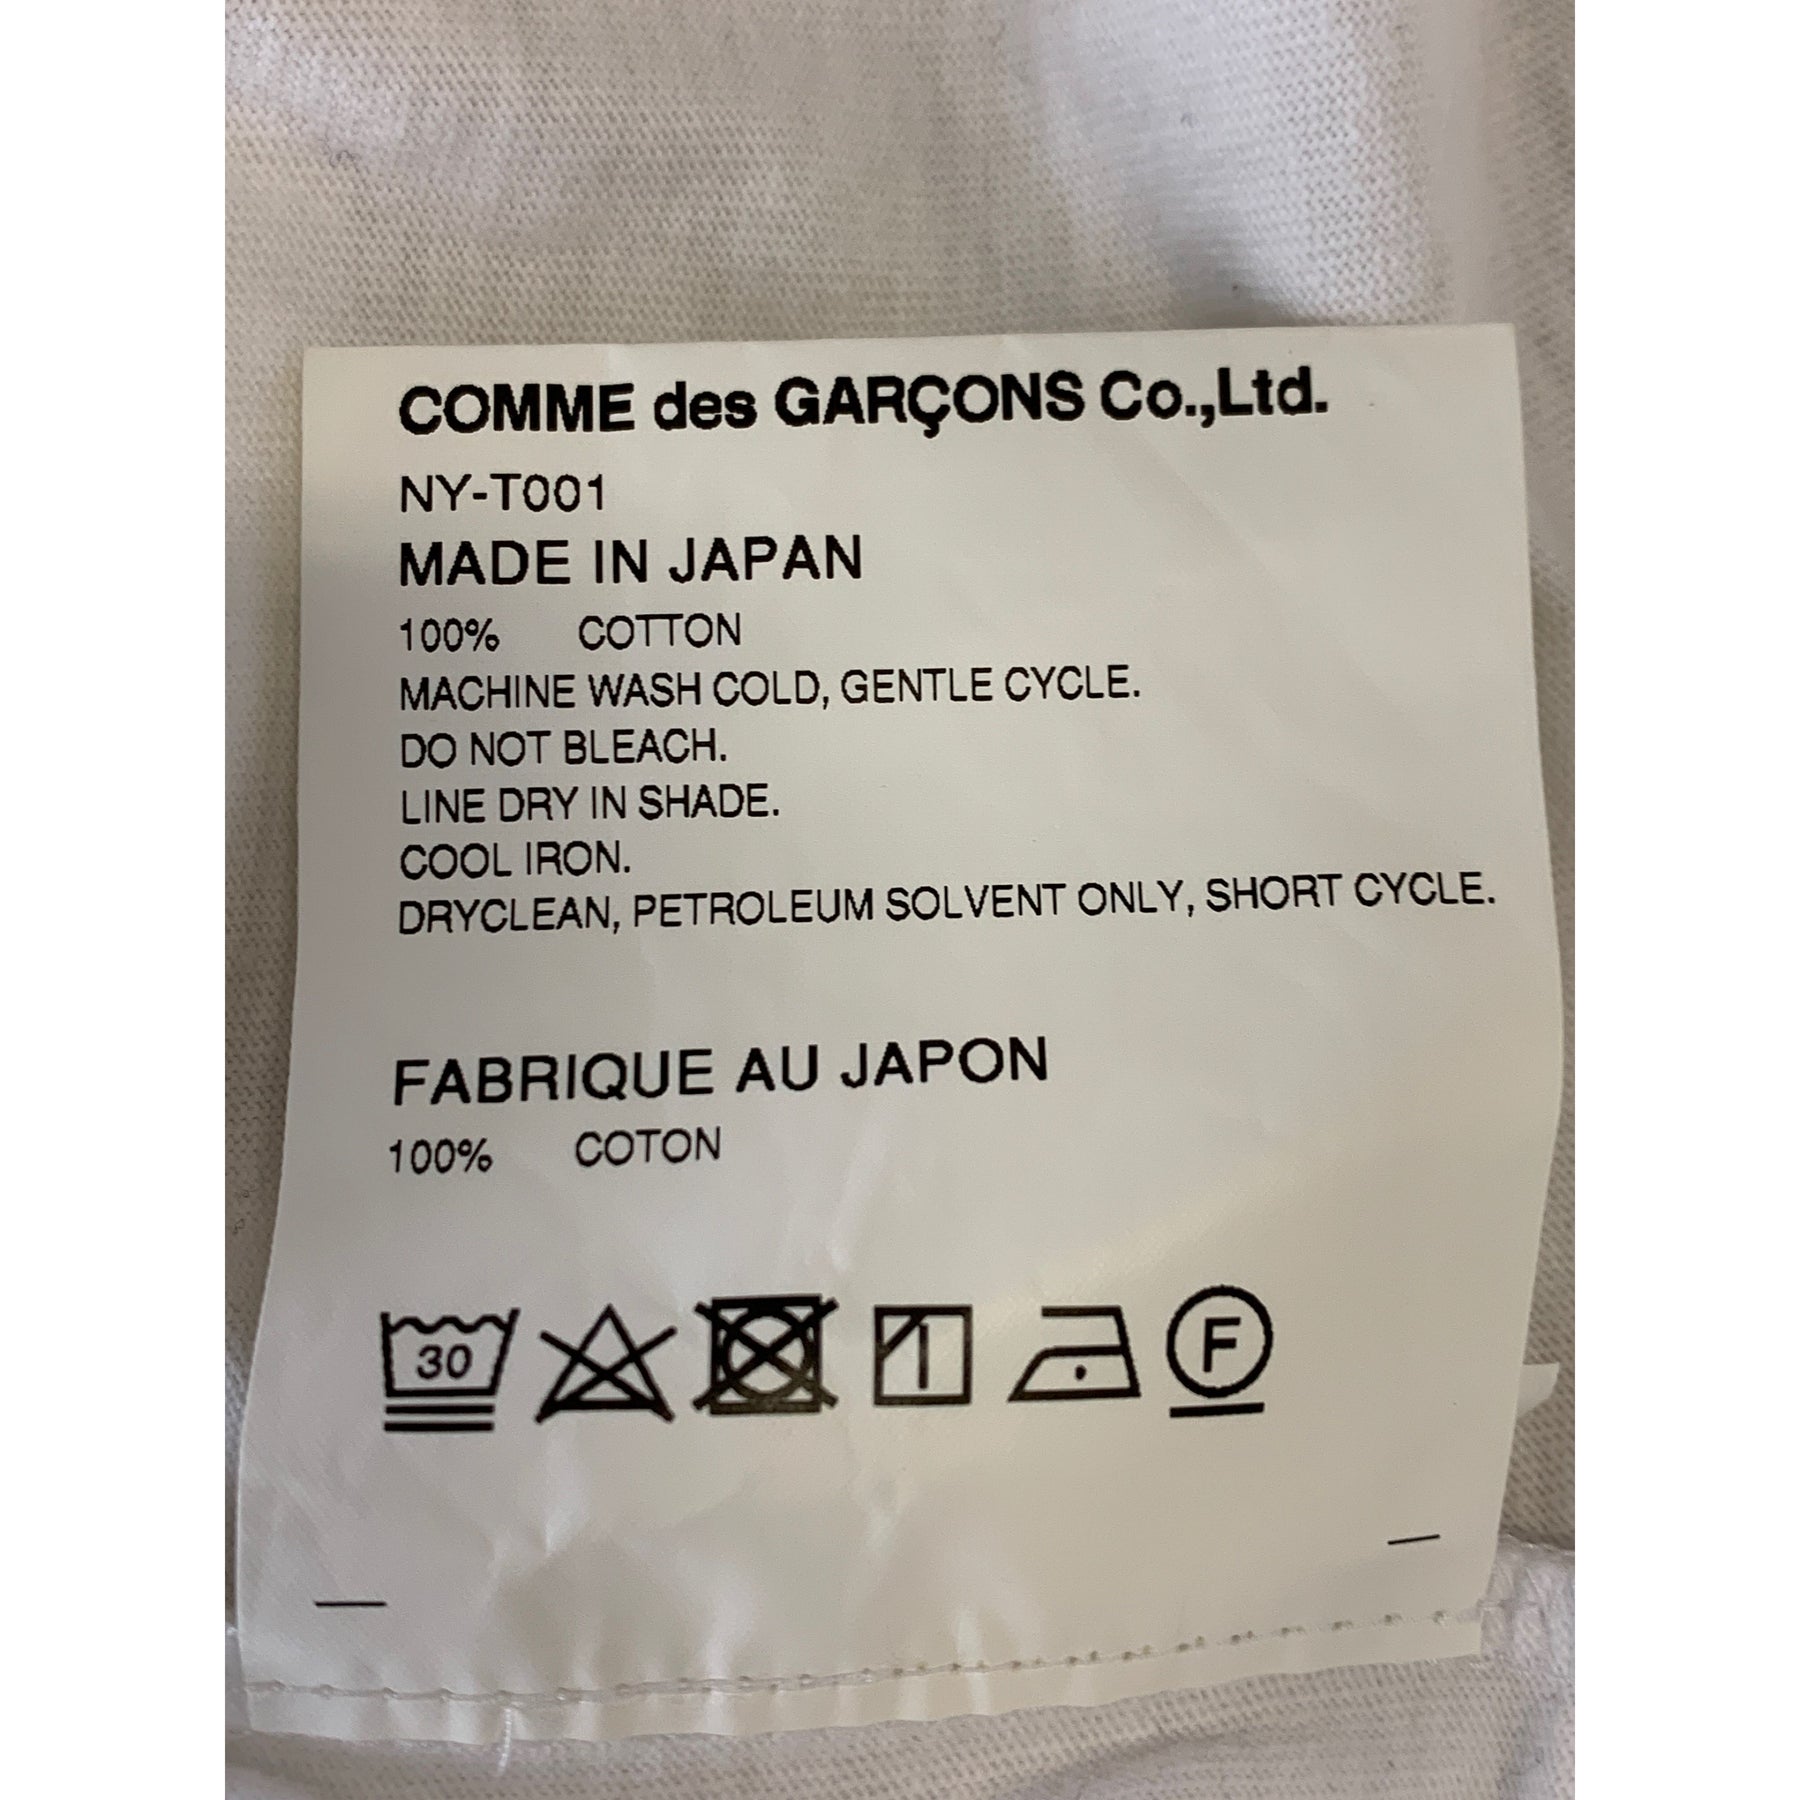 COMME des GARÇONS Co.,Ltd.
NY-T001
MADE IN JAPAN
100% COTTON
MACHINE WASH COLD, GENTLE CYCLE.
DO NOT BLEACH.
LINE DRY IN SHADE.
COOL IRON.
DRYCLEAN, PETROLEUM SOLVENT ONLY, SHORT CYCLE.
FABRIQUE AU JAPON
100% COTON
30 F